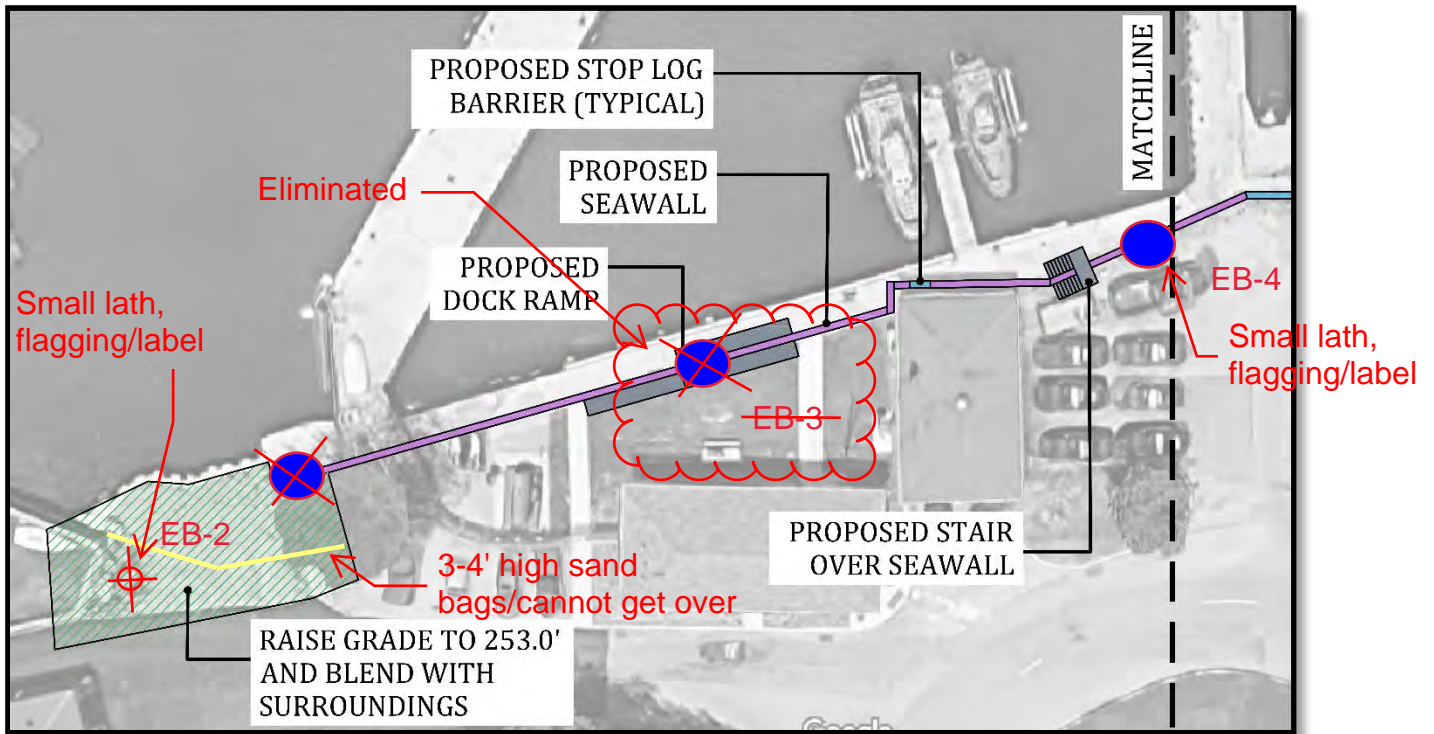 PROPOSED STOP LOG
BARRIER (TYPICAL)
MATCHLINE
Eliminated
PROPOSED
SEAWALL
PROPOSED
DOCK RAMP
EB-4
Small lath,
flagging/label
Small lath,
flagging/label
EB-3
EB-2
PROPOSED STAIR
OVER SEAWALL
3-4' high sand
bags/cannot get over
RAISE GRADE TO 253.0'
AND BLEND WITH
SURROUNDINGS
Google